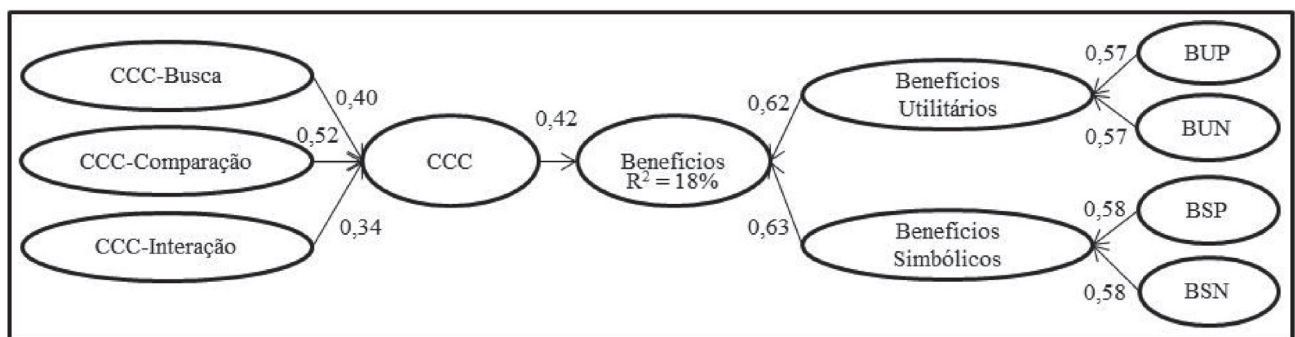 CCC-Busca
0,40
CCC-Comparação
0,52
CCC-Interação
0,34
CCC
0,42
Benefícios
R² = 18%
0,62
0,63
Benefícios
Utilitários
Benefícios
Simbólicos
0,57
0,57
0,58
0,58
BUP
BUN
BSP
BSN